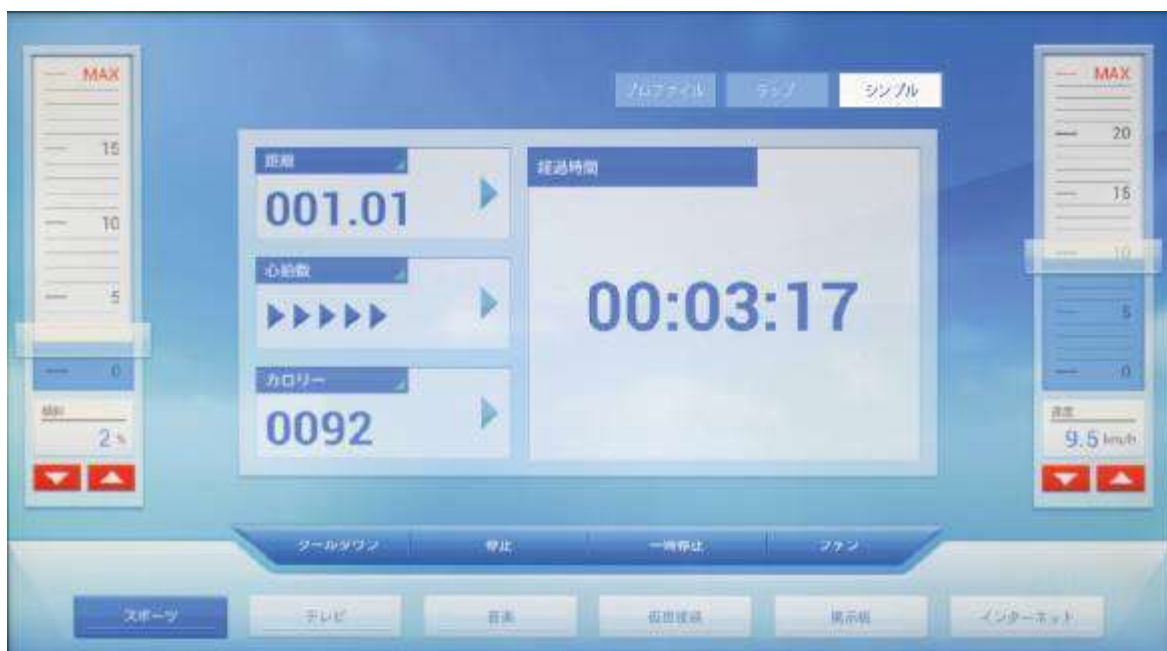 プロファイル ラップ シンプル
MAX
15
10
5
0
傾斜
2 %
距離
001.01
心拍数
カロリー
0092
経過時間
00:03:17
MAX
20
15
10
5
0
速度
9.5 km/h
クールダウン 停止 一時停止 ファン
スポーツ テレビ 音楽 仮想接続 掲示板 インターネット